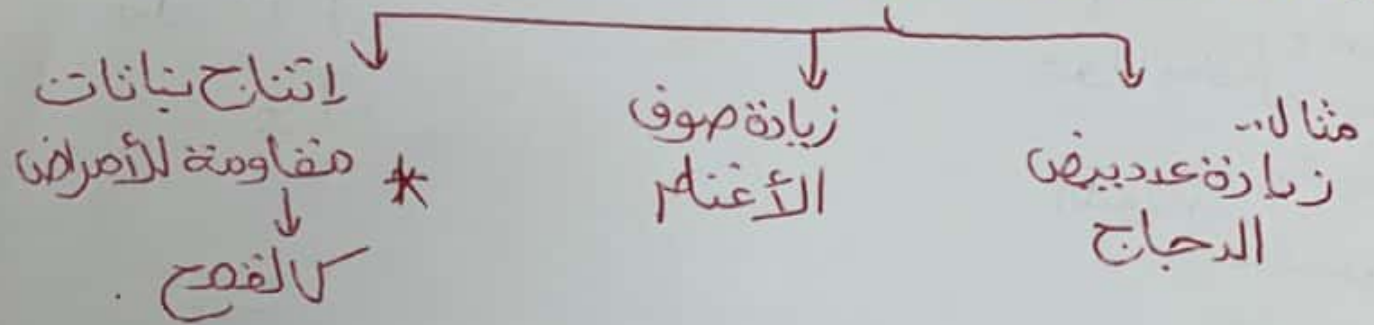 مثال..
زيادة عدد بيض
الدجاج
زيادة صوف
الأغنام
إنتاج نباتات
* مقاومة للأمراض
كالقمح .